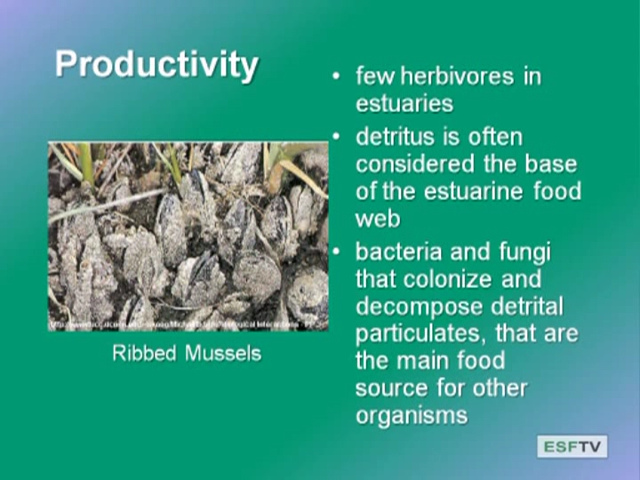 Productivity
• few herbivores in
estuaries
• detritus is often
considered the base
of the estuarine food
web
• bacteria and fungi
that colonize and
decompose detrital
particulates, that are
the main food
source for other
organisms
Ribbed Mussels
ESFTV